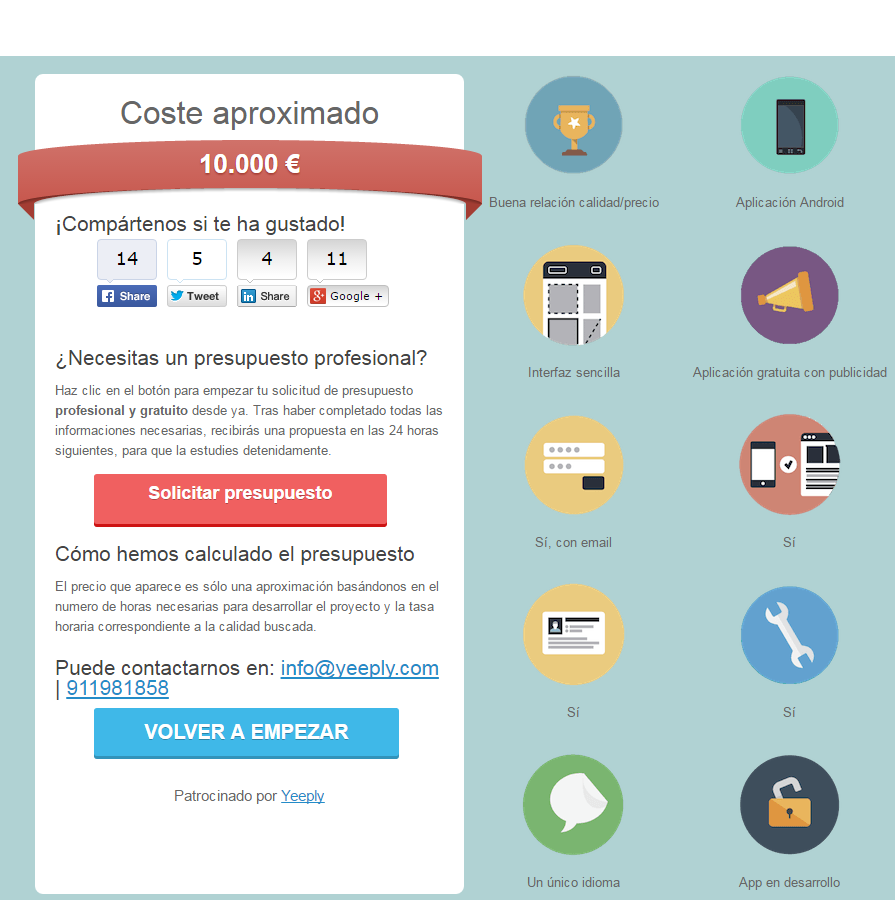 Coste aproximado
10.000 €
¡Compártenos si te ha gustado!
14 5 4 11
Share Tweet Share Google +
¿Necesitas un presupuesto profesional?
Haz clic en el botón para empezar tu solicitud de presupuesto
profesional y gratuito desde ya. Tras haber completado todas las
informaciones necesarias, recibirás una propuesta en las 24 horas
siguientes, para que la estudies detenidamente.
Solicitar presupuesto
Cómo hemos calculado el presupuesto
El precio que aparece es sólo una aproximación basándonos en el
numero de horas necesarias para desarrollar el proyecto y la tasa
horaria correspondiente a la calidad buscada.
Puede contactarnos en: info@yeeply.com
| 911981858
VOLVER A EMPEZAR
Patrocinado por Yeeply
Buena relación calidad/precio
Aplicación Android
Interfaz sencilla
Aplicación gratuita con publicidad
Sí, con email
Sí
Sí
Sí
Un único idioma
App en desarrollo